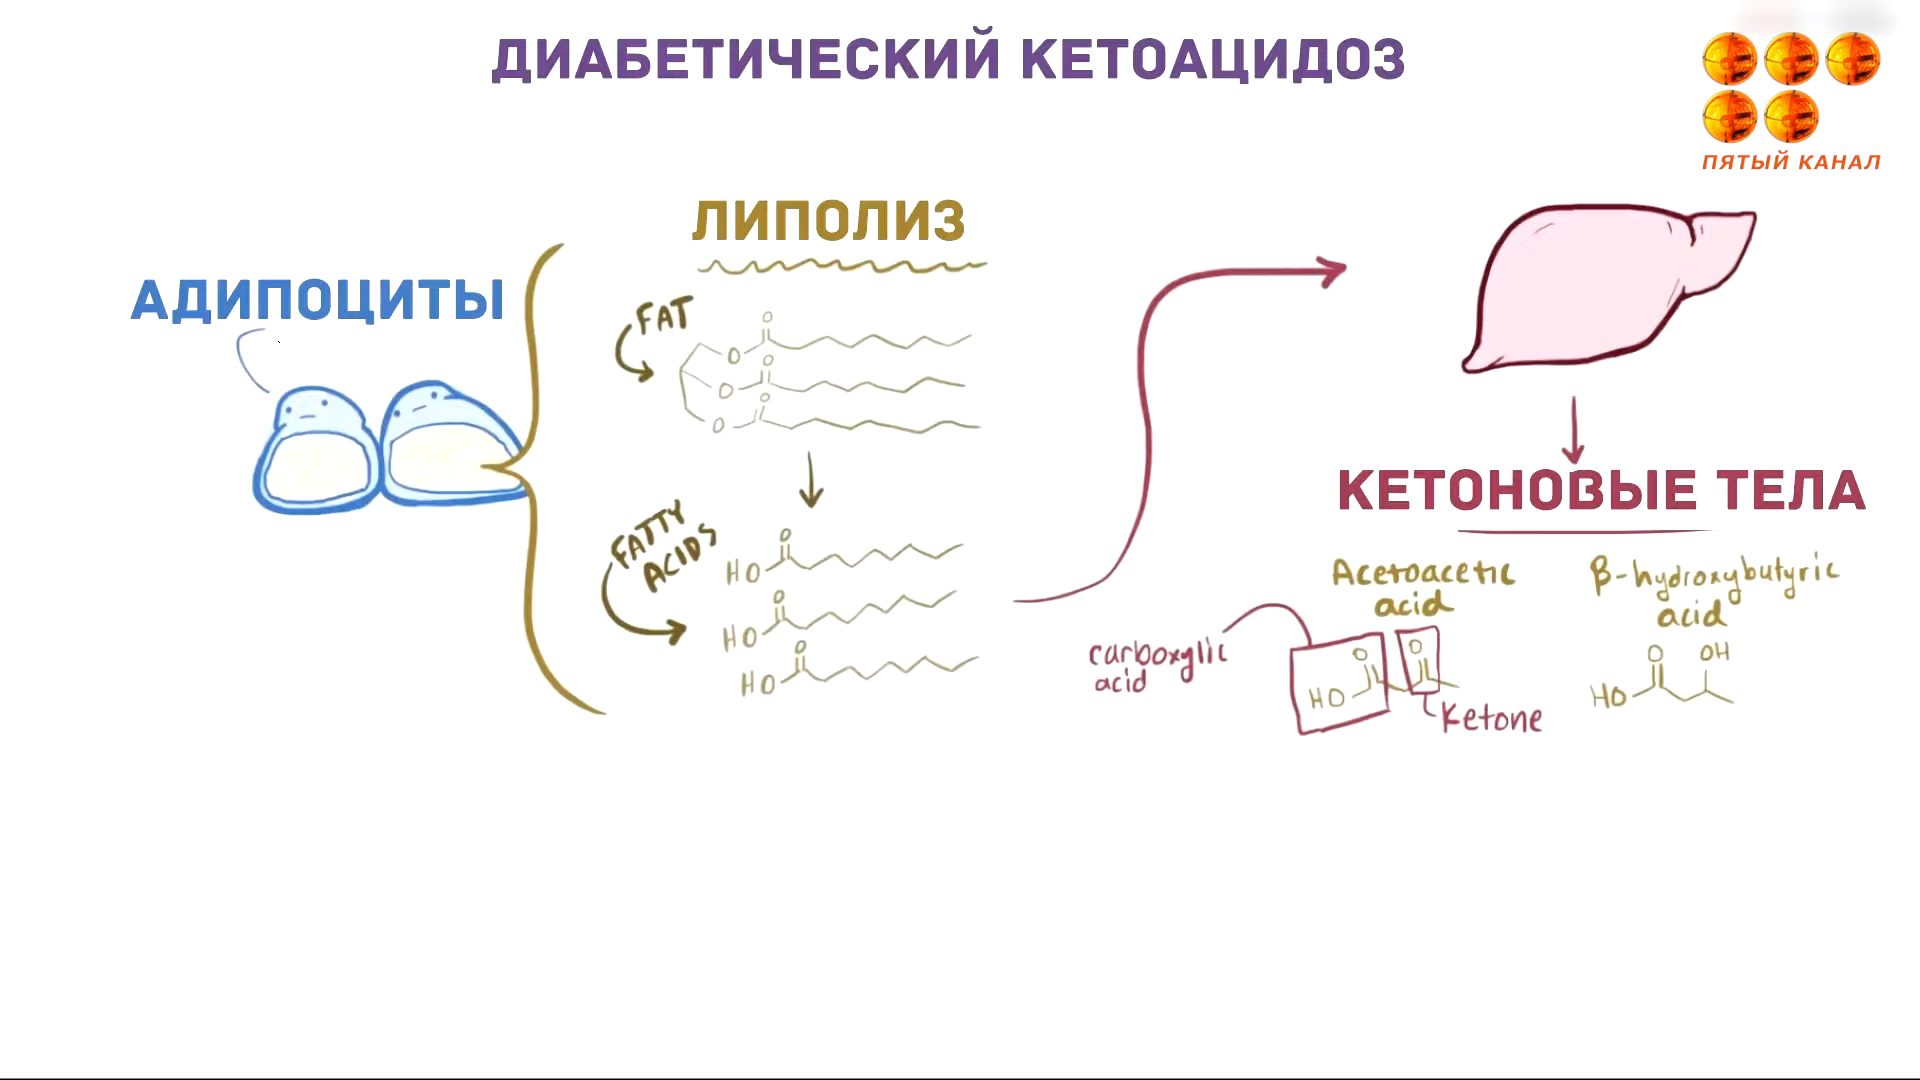 ДИАБЕТИЧЕСКИЙ КЕТОАЦИДОЗ
ПЯТЫЙ КАНАЛ
ЛИПОЛИЗ
АДИПОЦИТЫ
FAT
O
O
O
O
O
O
FATTY
ACIDS
O
HO
O
HO
O
HO
КЕТОНОВЫЕ ТЕЛА
Acetoacetic
acid
β-hydroxybutyric
acid
carboxylic
acid
O
O
HO
Ketone
O
OH
HO